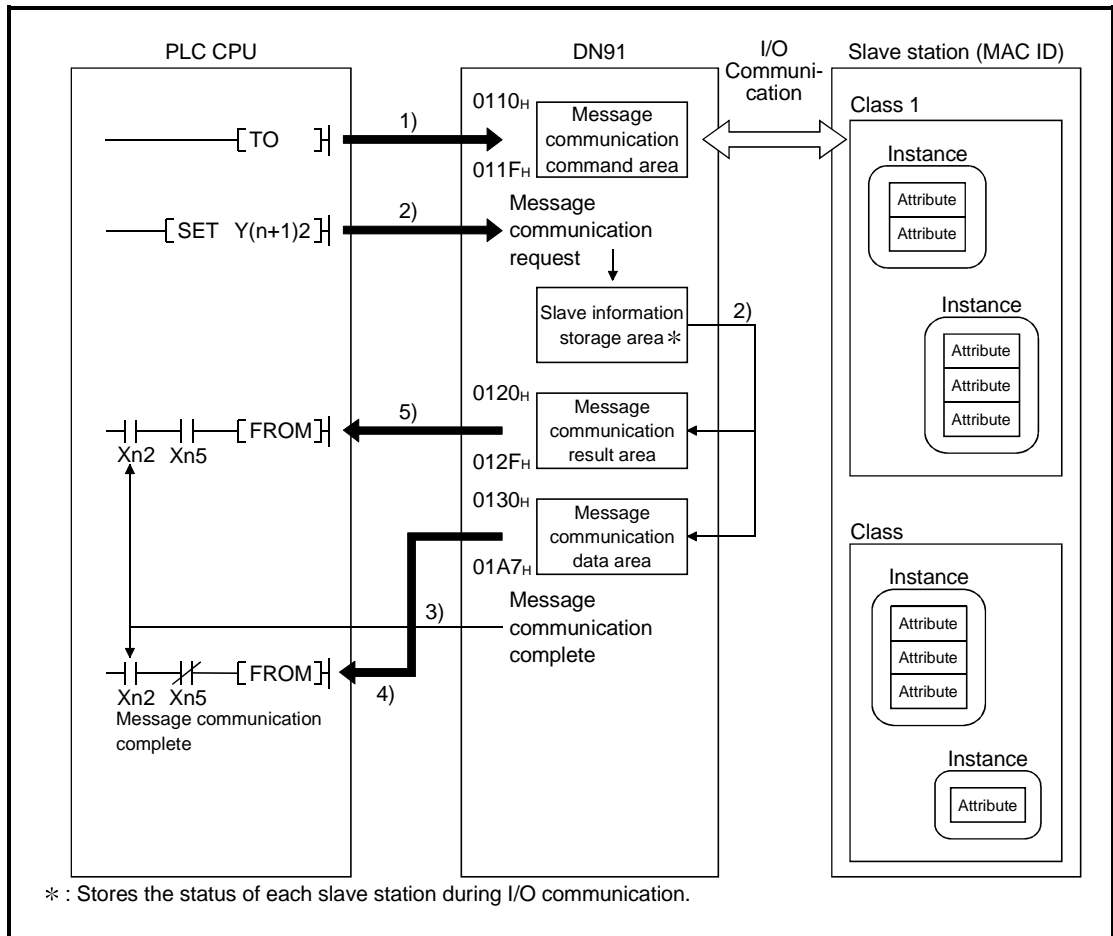 PLC CPU
DN91
I/O
Communi-
cation
Slave station (MAC ID)
TO
1)
0110H
011FH
Message
communication
command area
SET Y(n+1)2
2)
Message
communication
request
Slave information
storage area*
2)
Xn2 Xn5
FROM
5)
0120H
012FH
Message
communication
result area
0130H
01A7H
Message
communication
data area
3)
Message
communication
complete
Xn2 Xn5
FROM
4)
Message communication
complete
Class 1
Instance
Attribute
Attribute
Instance
Attribute
Attribute
Attribute
Class
Instance
Attribute
Attribute
Attribute
Instance
Attribute
* : Stores the status of each slave station during I/O communication.